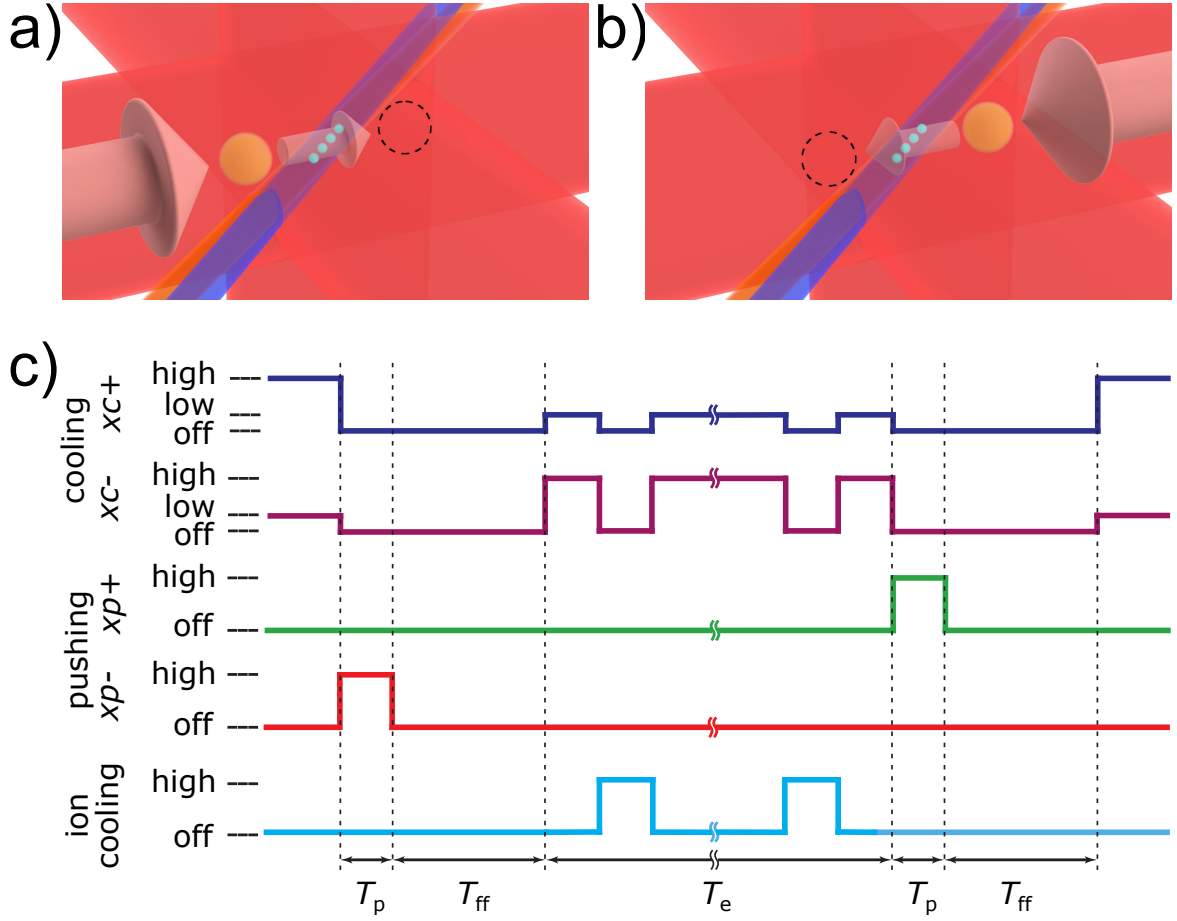 a)
b)
c)
cooling
xc+
high
low
off
xc-
high
low
off
pushing
xp+
high
off
xp-
high
off
ion
cooling
high
off
Tp
Tff
Te
Tp
Tff